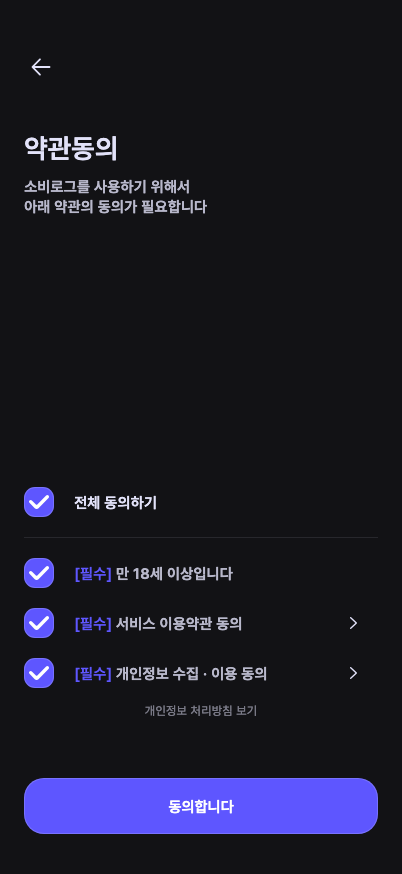 약관동의
소비로그를 사용하기 위해서
아래 약관의 동의가 필요합니다
전체 동의하기
[필수] 만 18세 이상입니다
[필수] 서비스 이용약관 동의
[필수] 개인정보 수집 · 이용 동의
개인정보 처리방침 보기
동의합니다